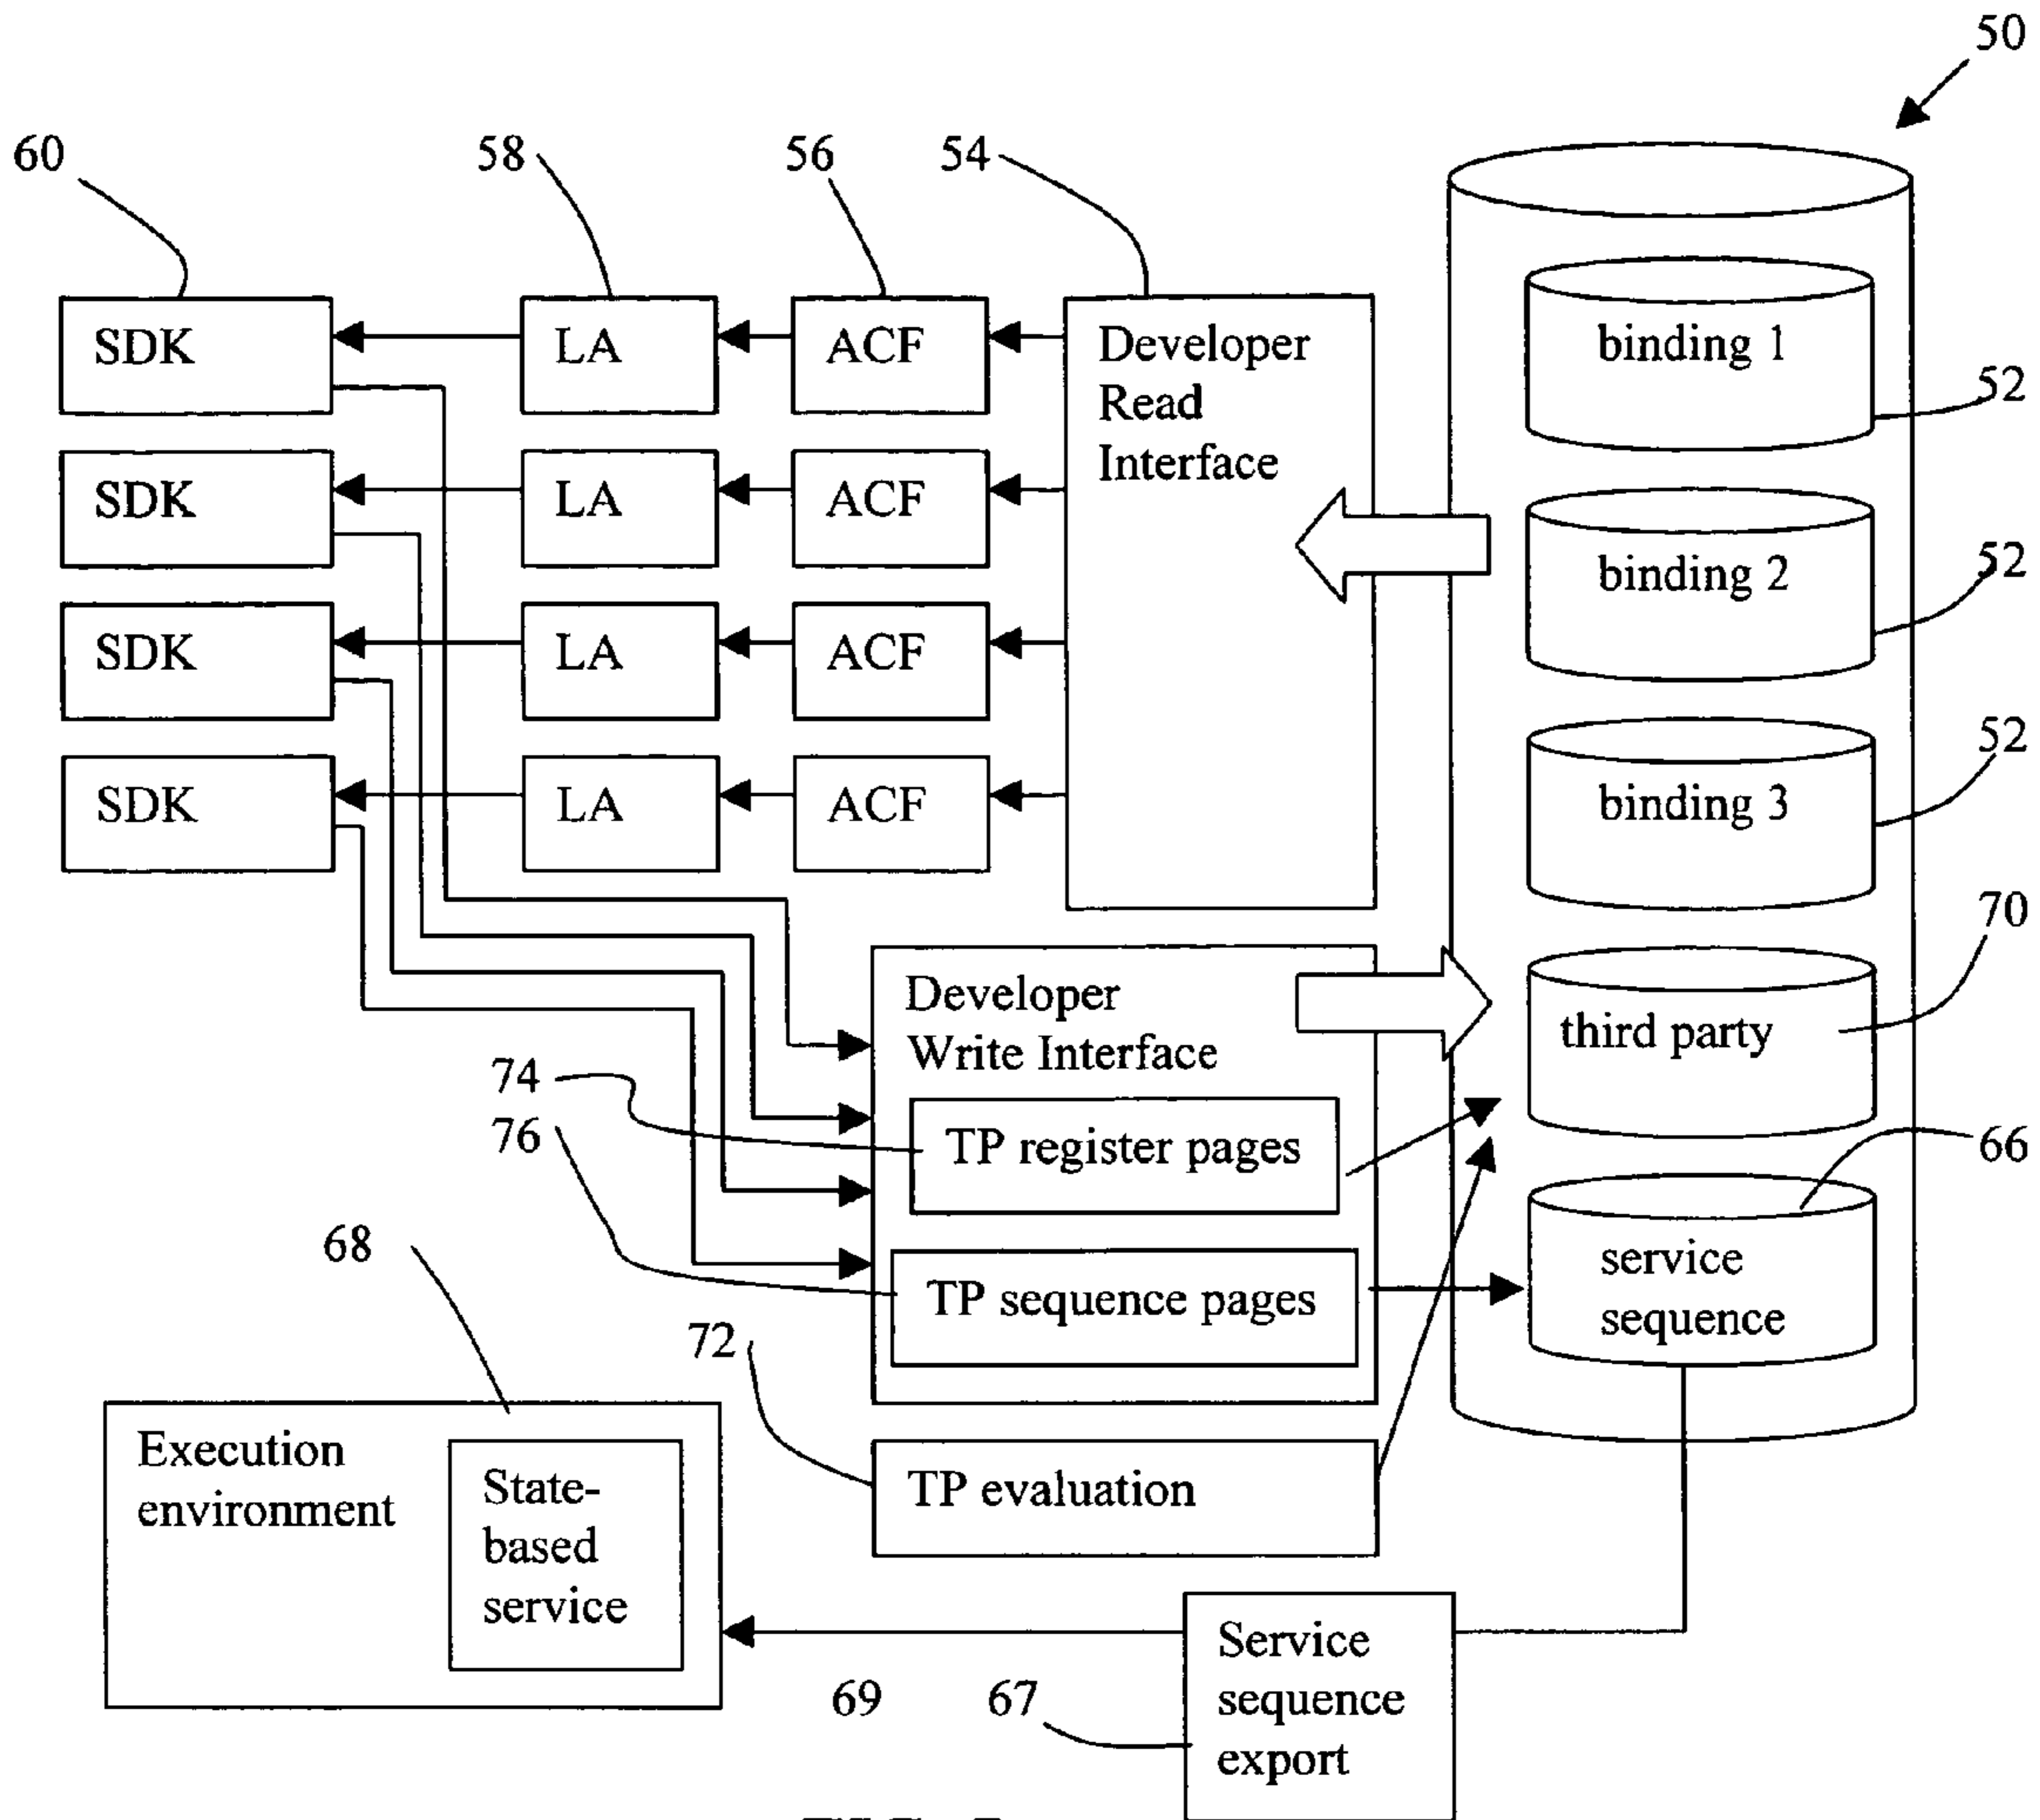 50
60
58
56
54
SDK
LA
ACF
Developer
Read
Interface
binding 1
52
SDK
LA
ACF
binding 2
52
SDK
LA
ACF
binding 3
52
SDK
LA
ACF
70
third party
Developer
Write Interface
74
76
TP register pages
66
TP sequence pages
service
sequence
68
72
TP evaluation
Execution
environment
State-
based
service
69
67
Service
sequence
export